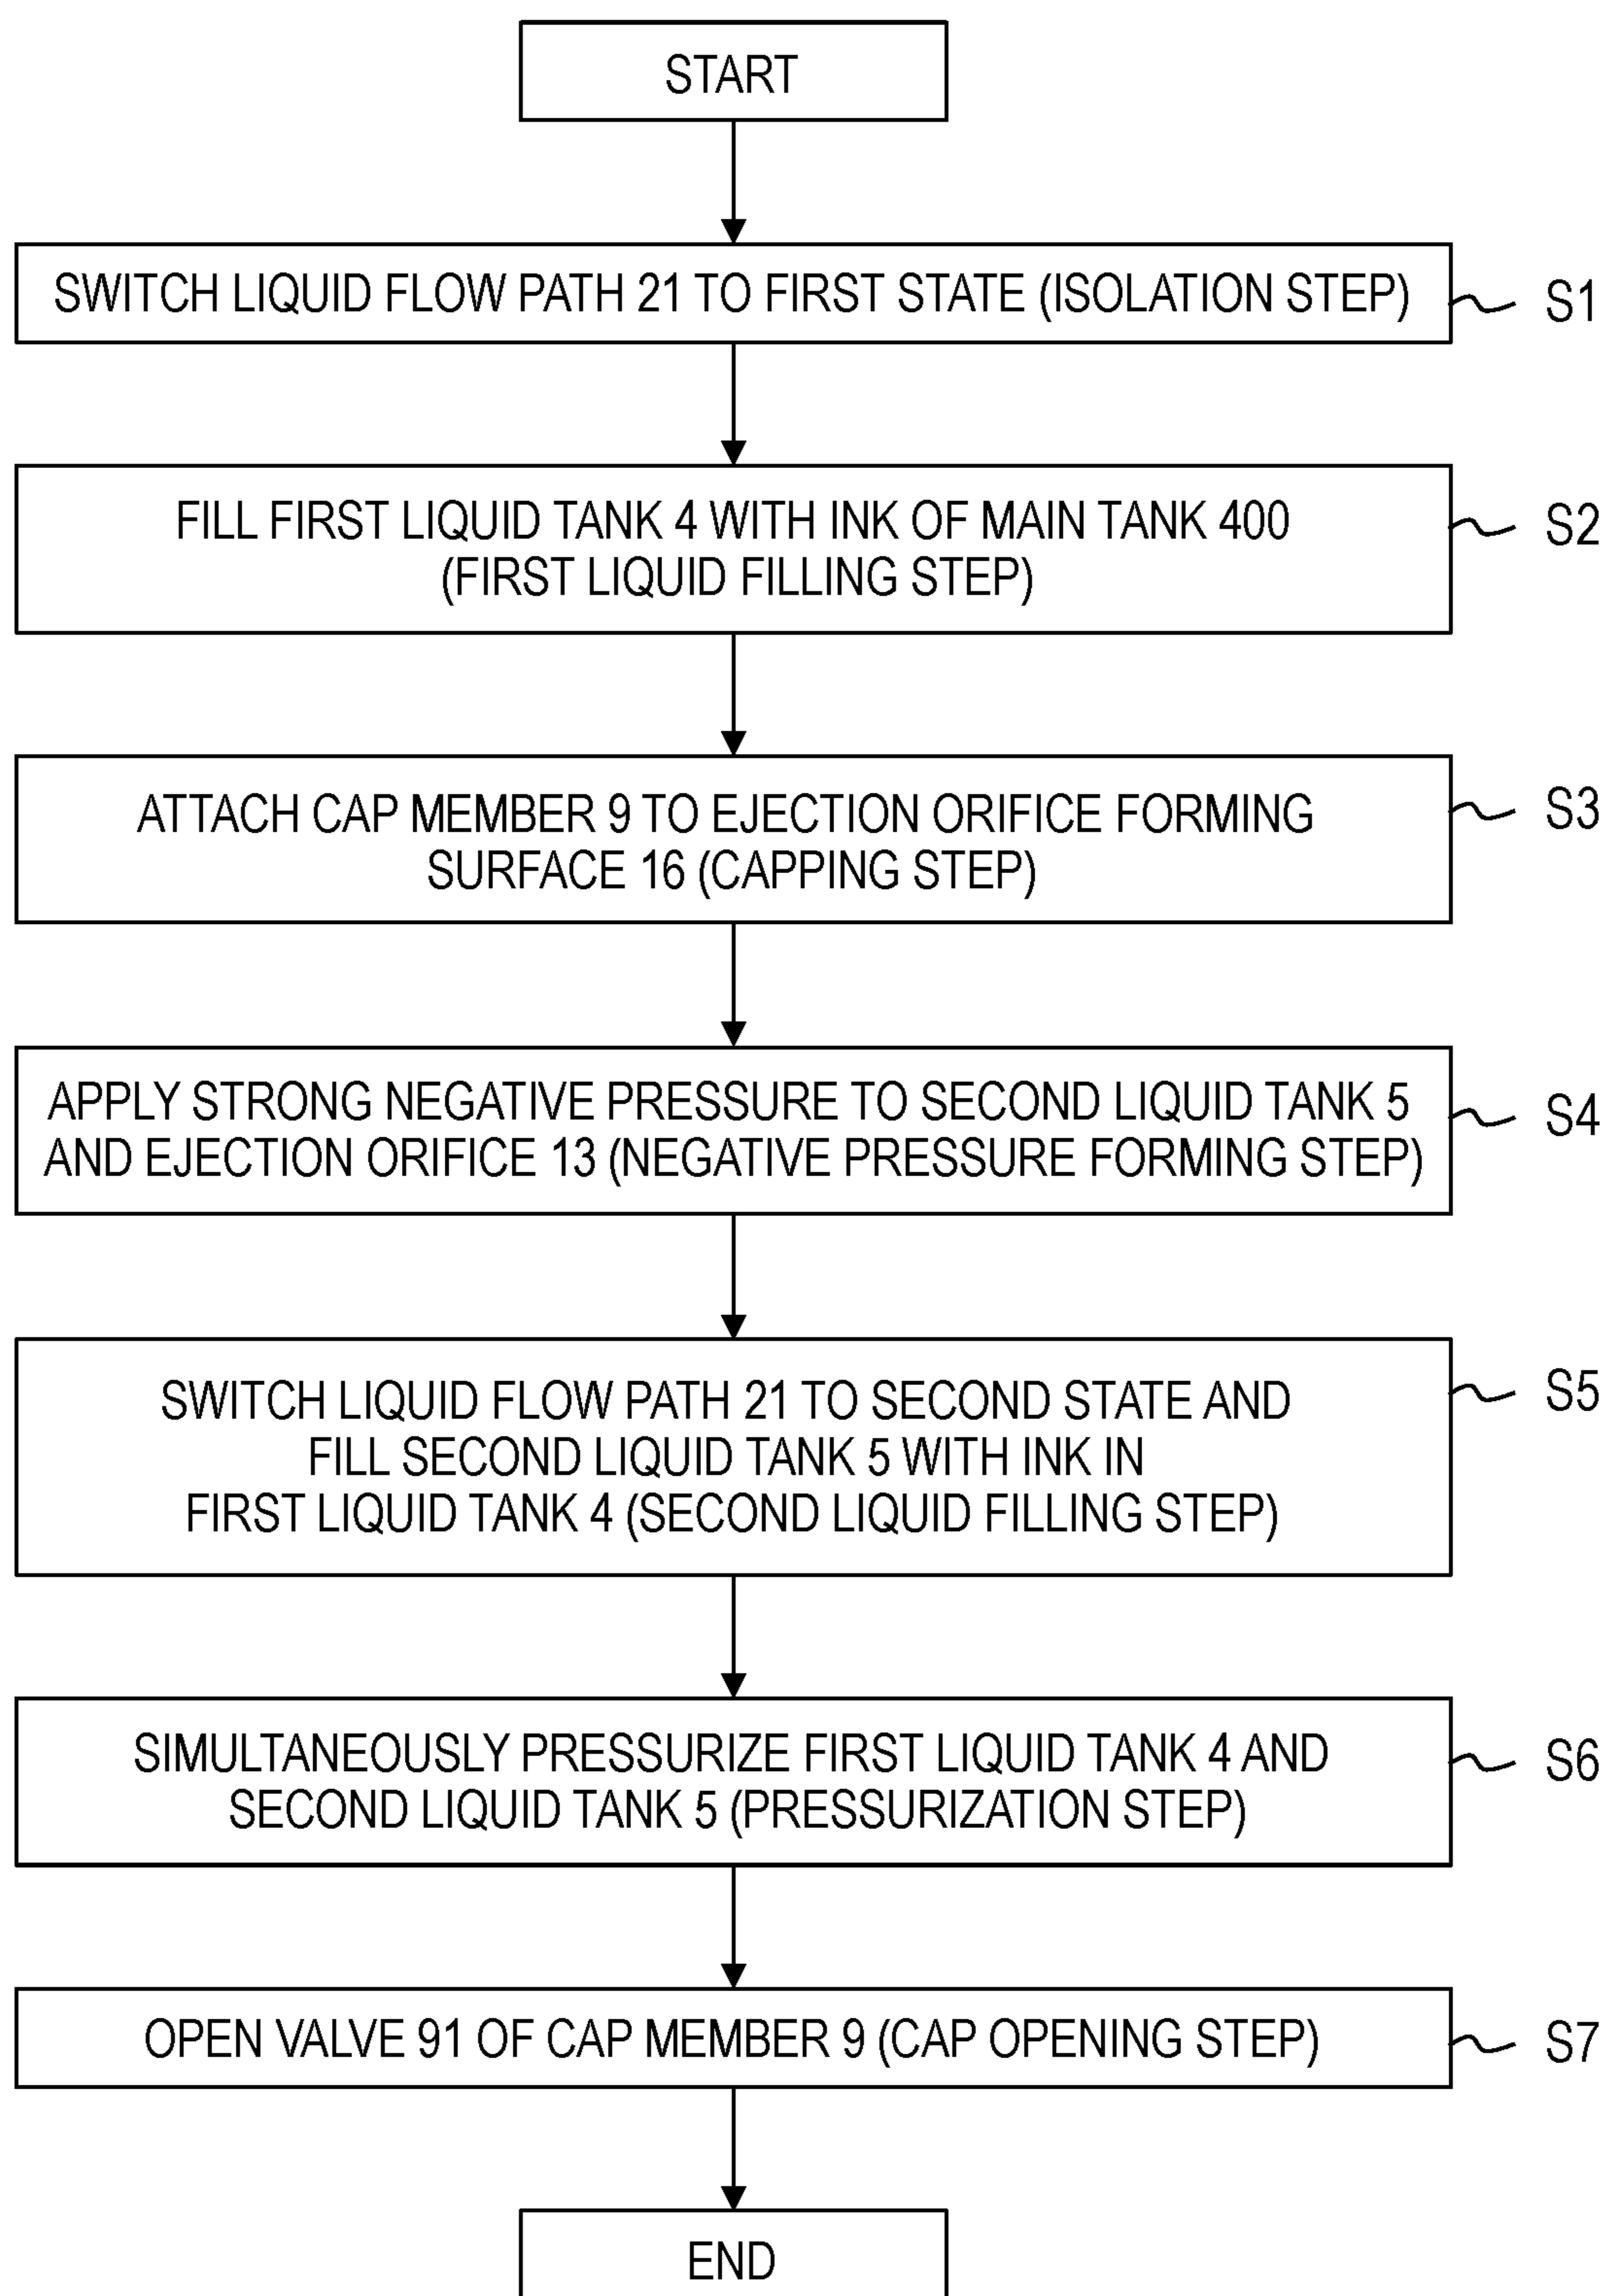 START
SWITCH LIQUID FLOW PATH 21 TO FIRST STATE (ISOLATION STEP)
S1
FILL FIRST LIQUID TANK 4 WITH INK OF MAIN TANK 400
(FIRST LIQUID FILLING STEP)
S2
ATTACH CAP MEMBER 9 TO EJECTION ORIFICE FORMING
SURFACE 16 (CAPPING STEP)
S3
APPLY STRONG NEGATIVE PRESSURE TO SECOND LIQUID TANK 5
AND EJECTION ORIFICE 13 (NEGATIVE PRESSURE FORMING STEP)
S4
SWITCH LIQUID FLOW PATH 21 TO SECOND STATE AND
FILL SECOND LIQUID TANK 5 WITH INK IN
FIRST LIQUID TANK 4 (SECOND LIQUID FILLING STEP)
S5
SIMULTANEOUSLY PRESSURIZE FIRST LIQUID TANK 4 AND
SECOND LIQUID TANK 5 (PRESSURIZATION STEP)
S6
OPEN VALVE 91 OF CAP MEMBER 9 (CAP OPENING STEP)
S7
END